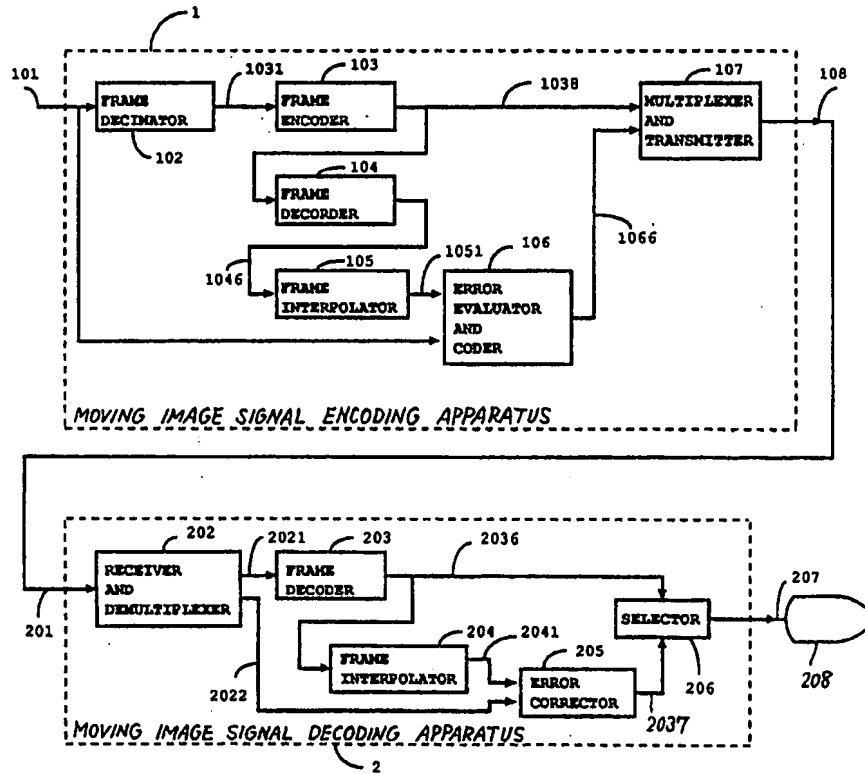 1
101
1031
103
1038
107
108
FRAME
DECIMATOR
FRAME
ENCODER
MULTIPLEXER
AND
TRANSMITTER
102
104
FRAME
DECORDER
1066
1046
105
1051
106
FRAME
INTERPOLATOR
ERROR
EVALUATOR
AND
CODER
MOVING IMAGE SIGNAL ENCODING APPARATUS
202
2021
203
2036
207
RECEIVER
AND
DEMULTIPLEXER
FRAME
DECODER
SELECTOR
201
204
2041
205
206
208
2022
FRAME
INTERPOLATOR
ERROR
CORRECTOR
2037
MOVING IMAGE SIGNAL DECODING APPARATUS
2